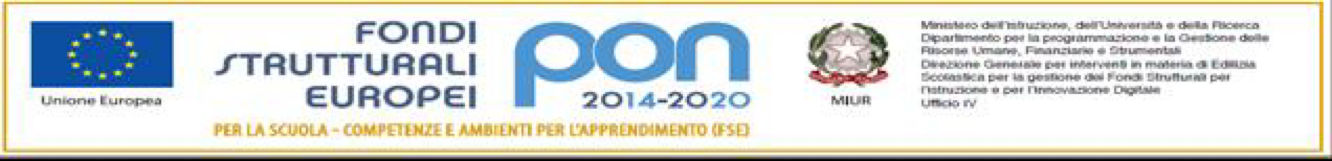 Unione Europea
FONDI
STRUTTURALI
EUROPEI
pon
2014-2020
PER LA SCUOLA - COMPETENZE E AMBIENTI PER L'APPRENDIMENTO (FSE)
MIUR
Ministero dell'Istruzione, dell'Università e della Ricerca
Dipartimento per la programmazione e la Gestione delle
Risorse Umane, Finanziarie e Strumentali
Direzione Generale per interventi in materia di Edilizia
Scolastica per la gestione dei Fondi Strutturali per
l'Istruzione e per l'Innovazione Digitale
Ufficio IV